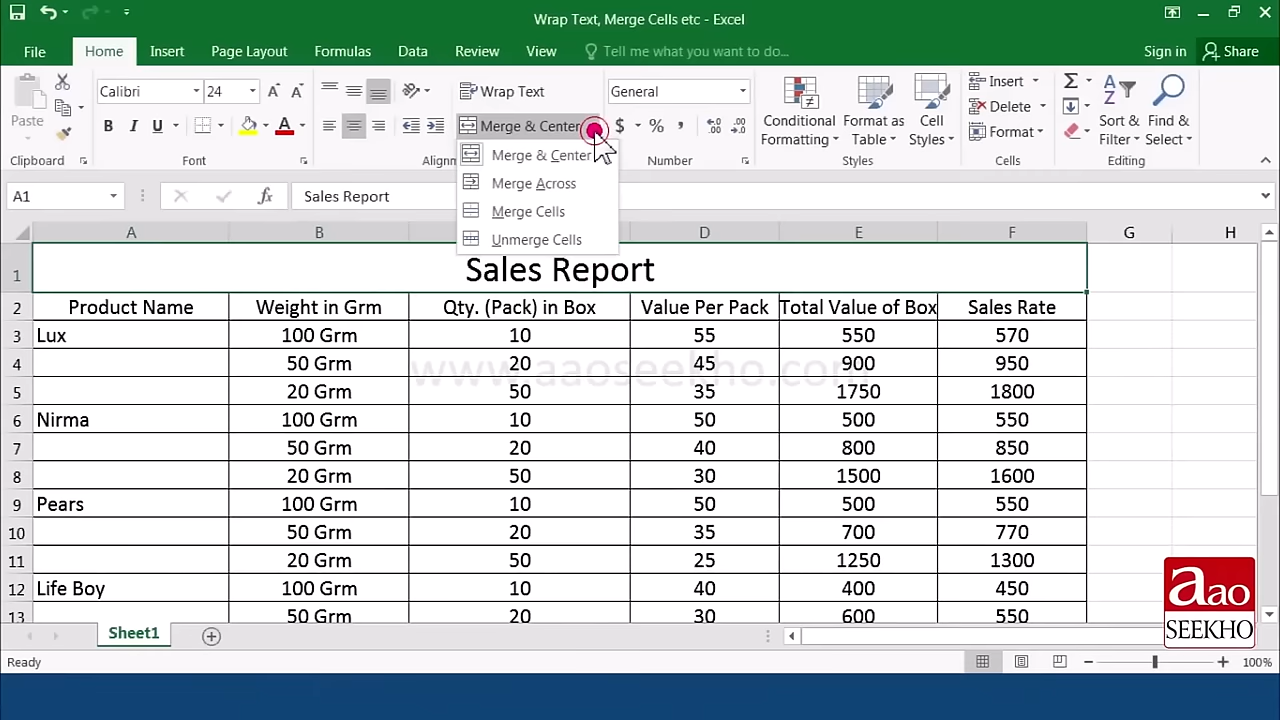 Wrap Text, Merge Cells etc - Excel
File Home Insert Page Layout Formulas Data Review View Tell me what you want to do... Sign in Share
Paste
Calibri 24 A A
B I U A
Wrap Text
Merge & Center
General
$ % ,
Conditional Formatting
Format as Table
Cell Styles
Insert
Delete
Format
Sort & Filter
Find & Select
Clipboard Font Alignm Number Styles Cells Editing
Merge & Center
Merge Across
Merge Cells
Unmerge Cells
A1 fx Sales Report
A B D E F G H
1 Sales Report
2 Product Name Weight in Grm Qty. (Pack) in Box Value Per Pack Total Value of Box Sales Rate
3 Lux 100 Grm 10 55 550 570
4 50 Grm 20 45 900 950
www.aaoseekho.com
5 20 Grm 50 35 1750 1800
6 Nirma 100 Grm 10 50 500 550
7 50 Grm 20 40 800 850
8 20 Grm 50 30 1500 1600
9 Pears 100 Grm 10 50 500 550
10 50 Grm 20 35 700 770
11 20 Grm 50 25 1250 1300
12 Life Boy 100 Grm 10 40 400 450
13 50 Grm 20 30 600 550
aao
SEEKHO
Sheet1
Ready 100%